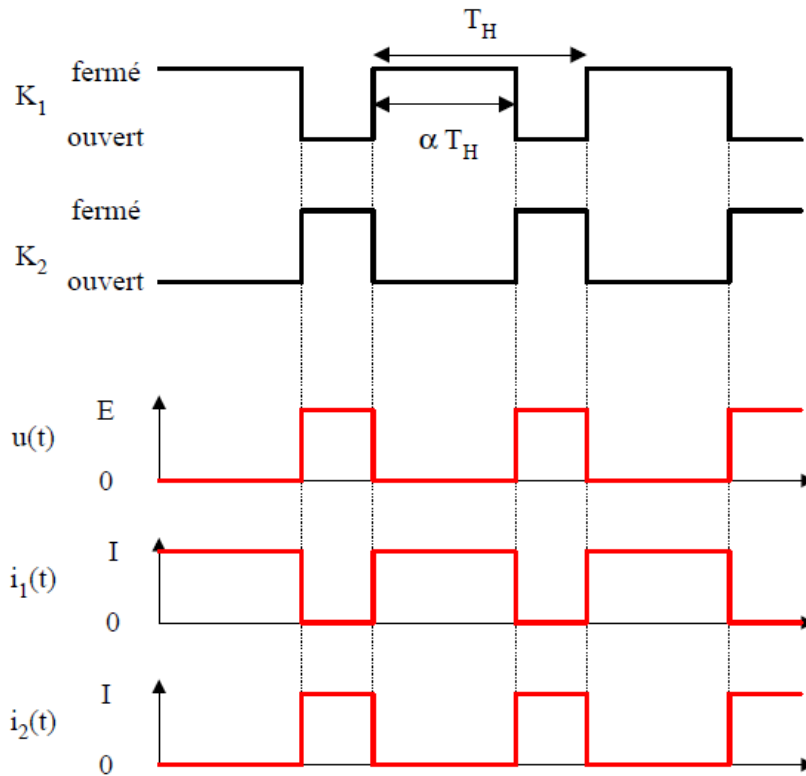 T_H
fermé
K_1
ouvert
α T_H
fermé
K_2
ouvert
E
u(t)
0
I
i_1(t)
0
I
i_2(t)
0